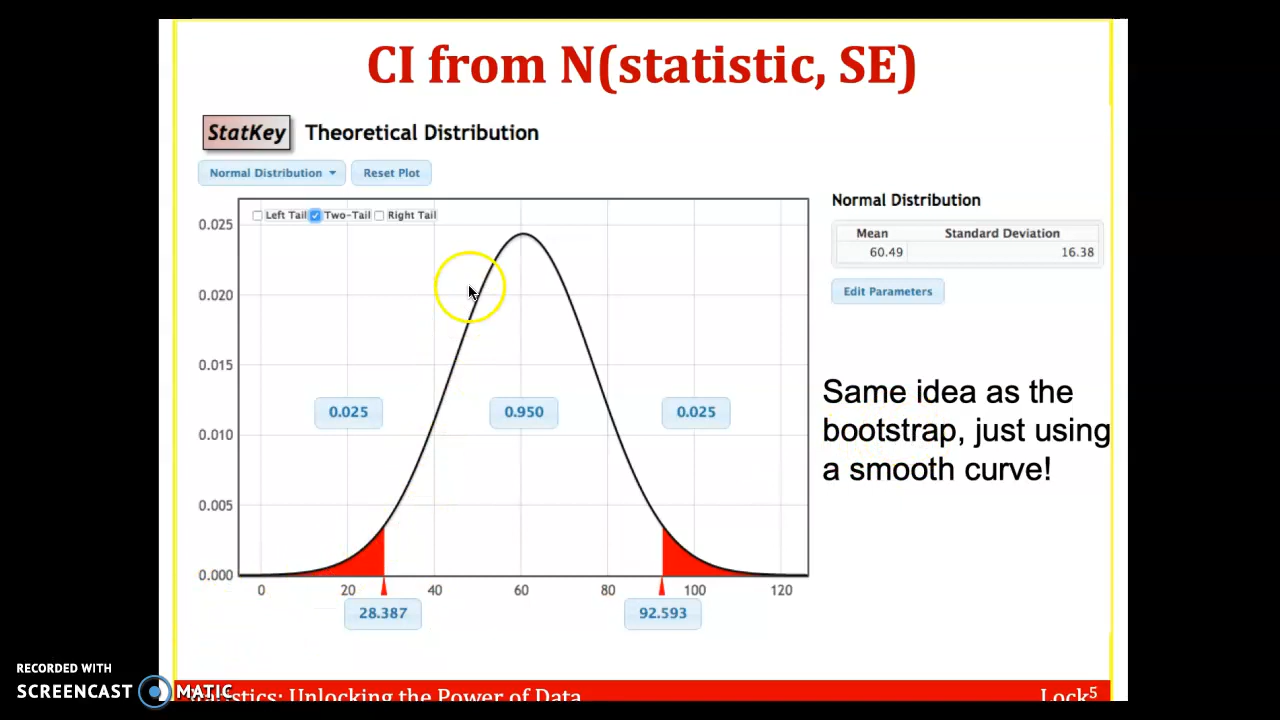 CI from N(statistic, SE)
StatKey Theoretical Distribution
Normal Distribution Reset Plot
Left Tail Two-Tail Right Tail
0.025
0.020
0.015
0.010
0.005
0.000
0.025 0.950 0.025
0 20 40 60 80 100 120
28.387 92.593
Normal Distribution
Mean Standard Deviation
60.49 16.38
Edit Parameters
Same idea as the
bootstrap, just using
a smooth curve!
RECORDED WITH
SCREENCAST MATIC
Unlocking the Power of Data
Lock5